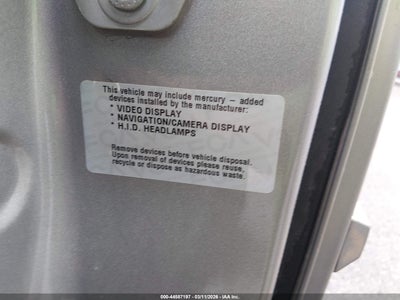 This vehicle may include mercury – added
devices installed by the manufacturer:
• VIDEO DISPLAY
• NAVIGATION/CAMERA DISPLAY
• H.I.D. HEADLAMPS
Remove devices before vehicle disposal.
Upon removal of devices please reuse,
recycle or dispose as hazardous waste.
000-44587197 - 03/11/2026 - IAA Inc.